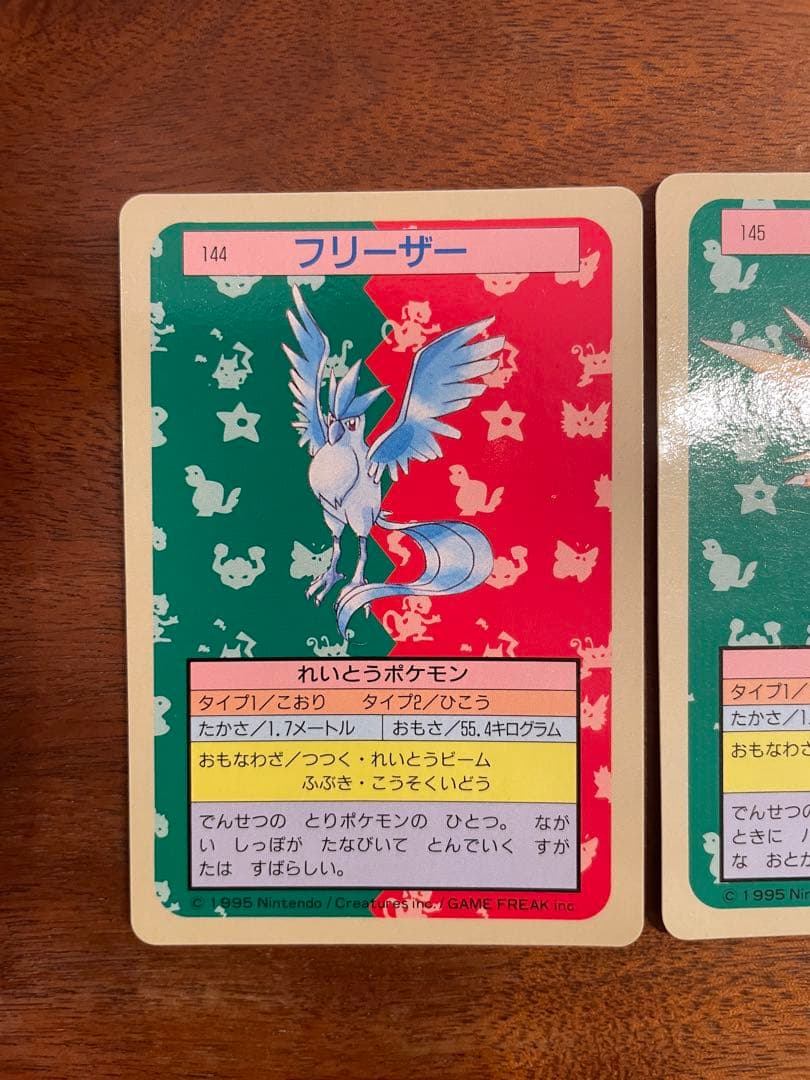 144 フリーザー
れいとうポケモン
タイプ1／こおり タイプ2／ひこう
たかさ／1.7メートル おもさ／55.4キログラム
おもなわざ／つつく・れいとうビーム
ふぶき・こうそくいどう
でんせつの とりポケモンの ひとつ。 なが
い しっぽが たなびいて とんでいく すが
たは すばらしい。
© 1995 Nintendo / Creatures inc. / GAME FREAK inc.
145
タイプ1／
たかさ／1.
おもなわざ
でんせつの
ときに
な おとが
© 1995 Nin